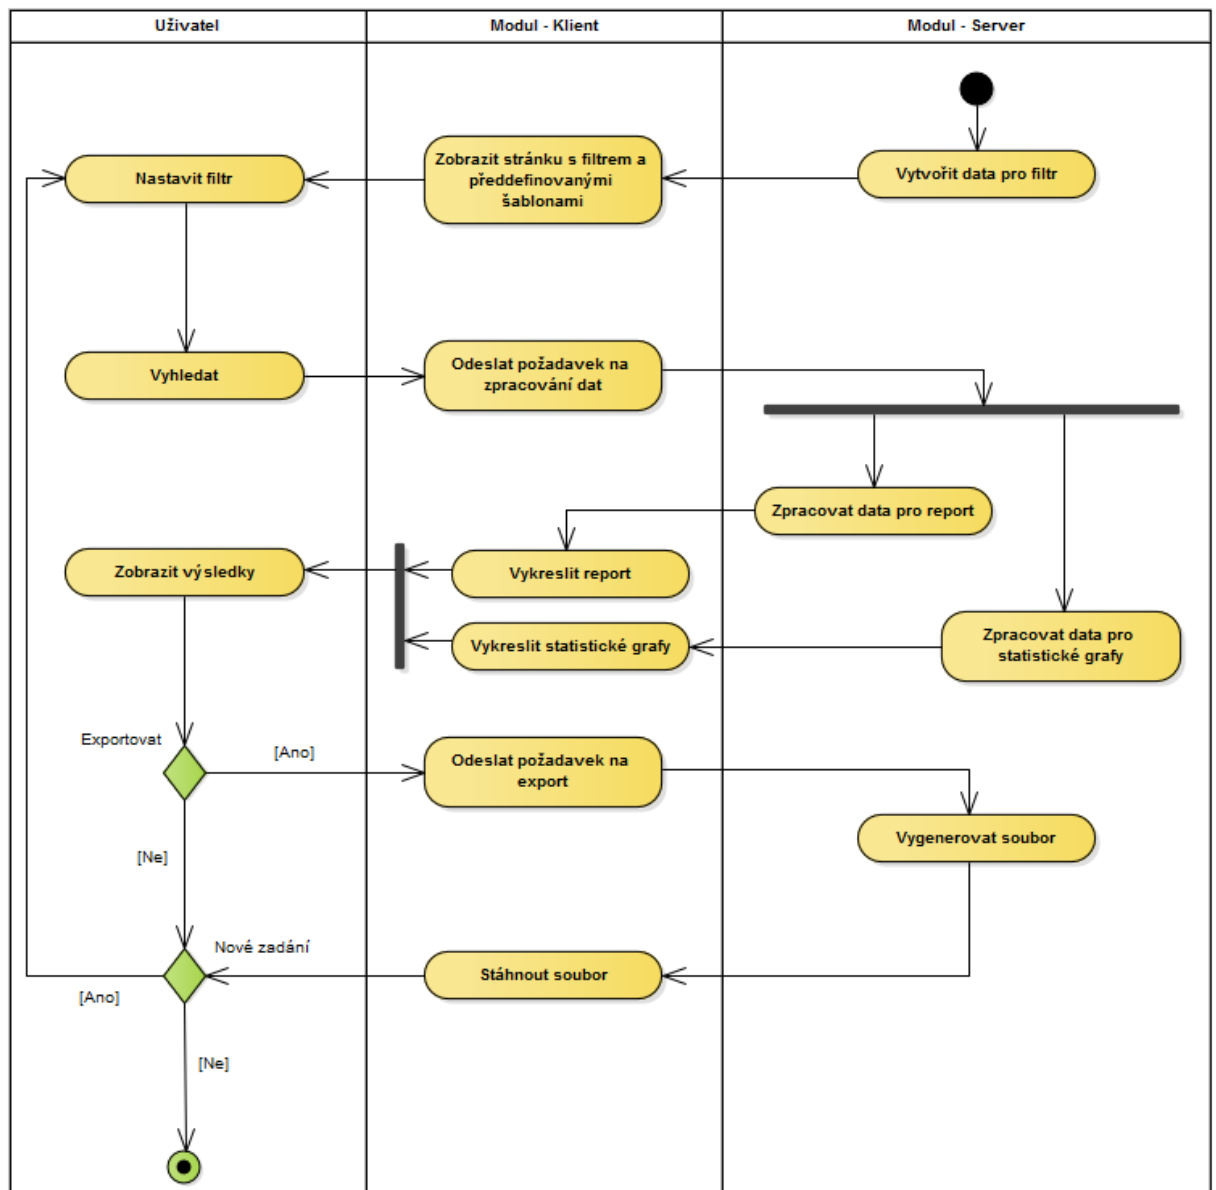 Uživatel
Modul - Klient
Modul - Server
Nastavit filtr
Zobrazit stránku s filtrem a
předdefinovanými
šablonami
Vytvořit data pro filtr
Vyhledat
Odeslat požadavek na
zpracování dat
Zpracovat data pro report
Zobrazit výsledky
Vykreslit report
Vykreslit statistické grafy
Zpracovat data pro
statistické grafy
Exportovat
[Ano]
Odeslat požadavek na
export
Vygenerovat soubor
[Ne]
Nové zadání
Stáhnout soubor
[Ano]
[Ne]